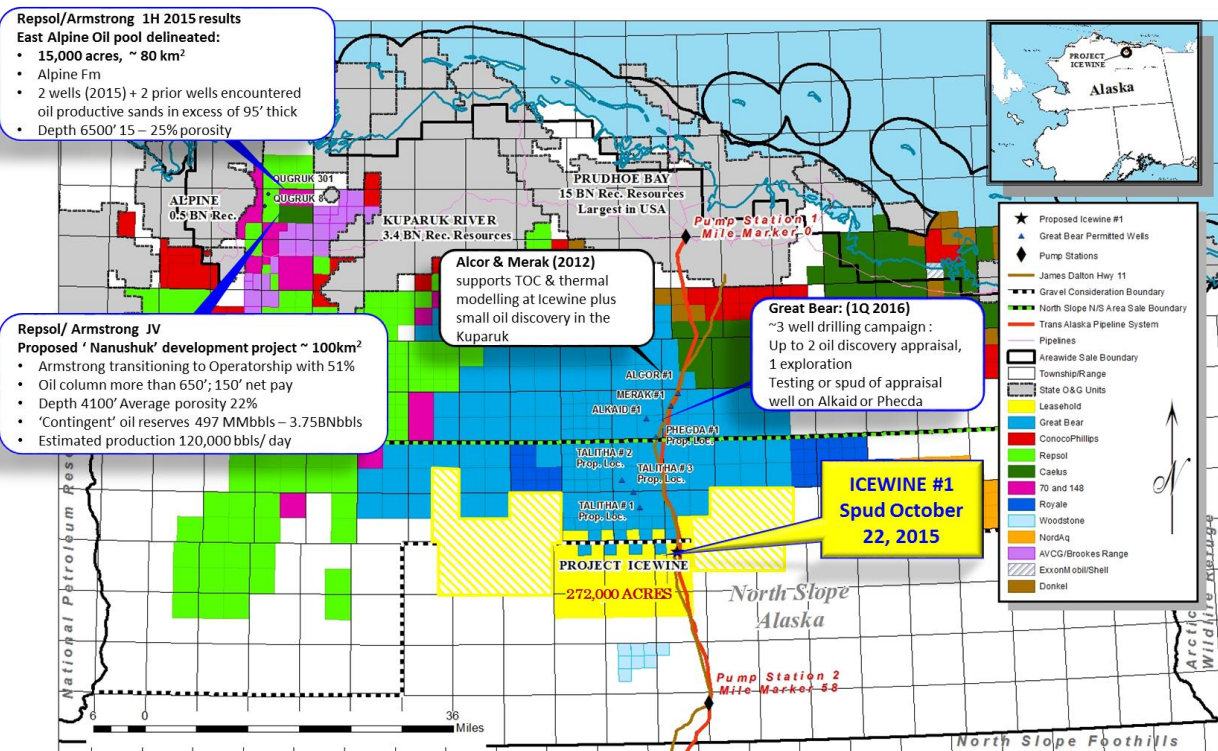 Repsol/Armstrong 1H 2015 results
East Alpine Oil pool delineated:
• 15,000 acres, ~ 80 km²
• Alpine Fm
• 2 wells (2015) + 2 prior wells encountered
oil productive sands in excess of 95’ thick
• Depth 6500’ 15 – 25% porosity
PROJECT
ICEWINE
Alaska
QUGRUK 301
QUGRUK 8
ALPINE
0.5 BN Rec.
KUPARUK RIVER
3.4 BN Rec. Resources
PRUDHOE BAY
15 BN Rec. Resources
Largest in USA
Pump Station 1
Mile Marker 0
Alcor & Merak (2012)
supports TOC & thermal
modelling at Icewine plus
small oil discovery in the
Kuparuk
Great Bear: (1Q 2016)
~3 well drilling campaign :
Up to 2 oil discovery appraisal,
1 exploration
Testing or spud of appraisal
well on Alkaid or Phecda
Repsol/ Armstrong JV
Proposed ‘ Nanushuk’ development project ~ 100km²
• Armstrong transitioning to Operatorship with 51%
• Oil column more than 650’; 150’ net pay
• Depth 4100’ Average porosity 22%
• ‘Contingent’ oil reserves 497 MMbbls – 3.75BNbbls
• Estimated production 120,000 bbls/ day
ALCOR #1
MERAK #1
ALKAID #1
PHEGDA #1
Prop. Loc.
TALITHA # 2
Prop. Loc.
TALITHA # 3
Prop. Loc.
TALITHA # 1
Prop. Loc.
ICEWINE #1
Spud October
22, 2015
PROJECT ICEWINE
272,000 ACRES
North Slope
Alaska
Pump Station 2
Mile Marker 58
Proposed Icewine #1
Great Bear Permitted Wells
Pump Stations
James Dalton Hwy 11
Gravel Consideration Boundary
North Slope N/S Area Sale Boundary
Trans Alaska Pipeline System
Pipelines
Areawide Sale Boundary
Township/Range
State O&G Units
Leasehold
Great Bear
ConocoPhillips
Repsol
Caelus
70 and 148
Royale
Woodstone
NordAq
AVCG/Brookes Range
ExxonMobil/Shell
Donkel
N
National Petroleum Rese
Arctic
Wildlife Refuge
6 0 36
Miles
North Slope Foothills